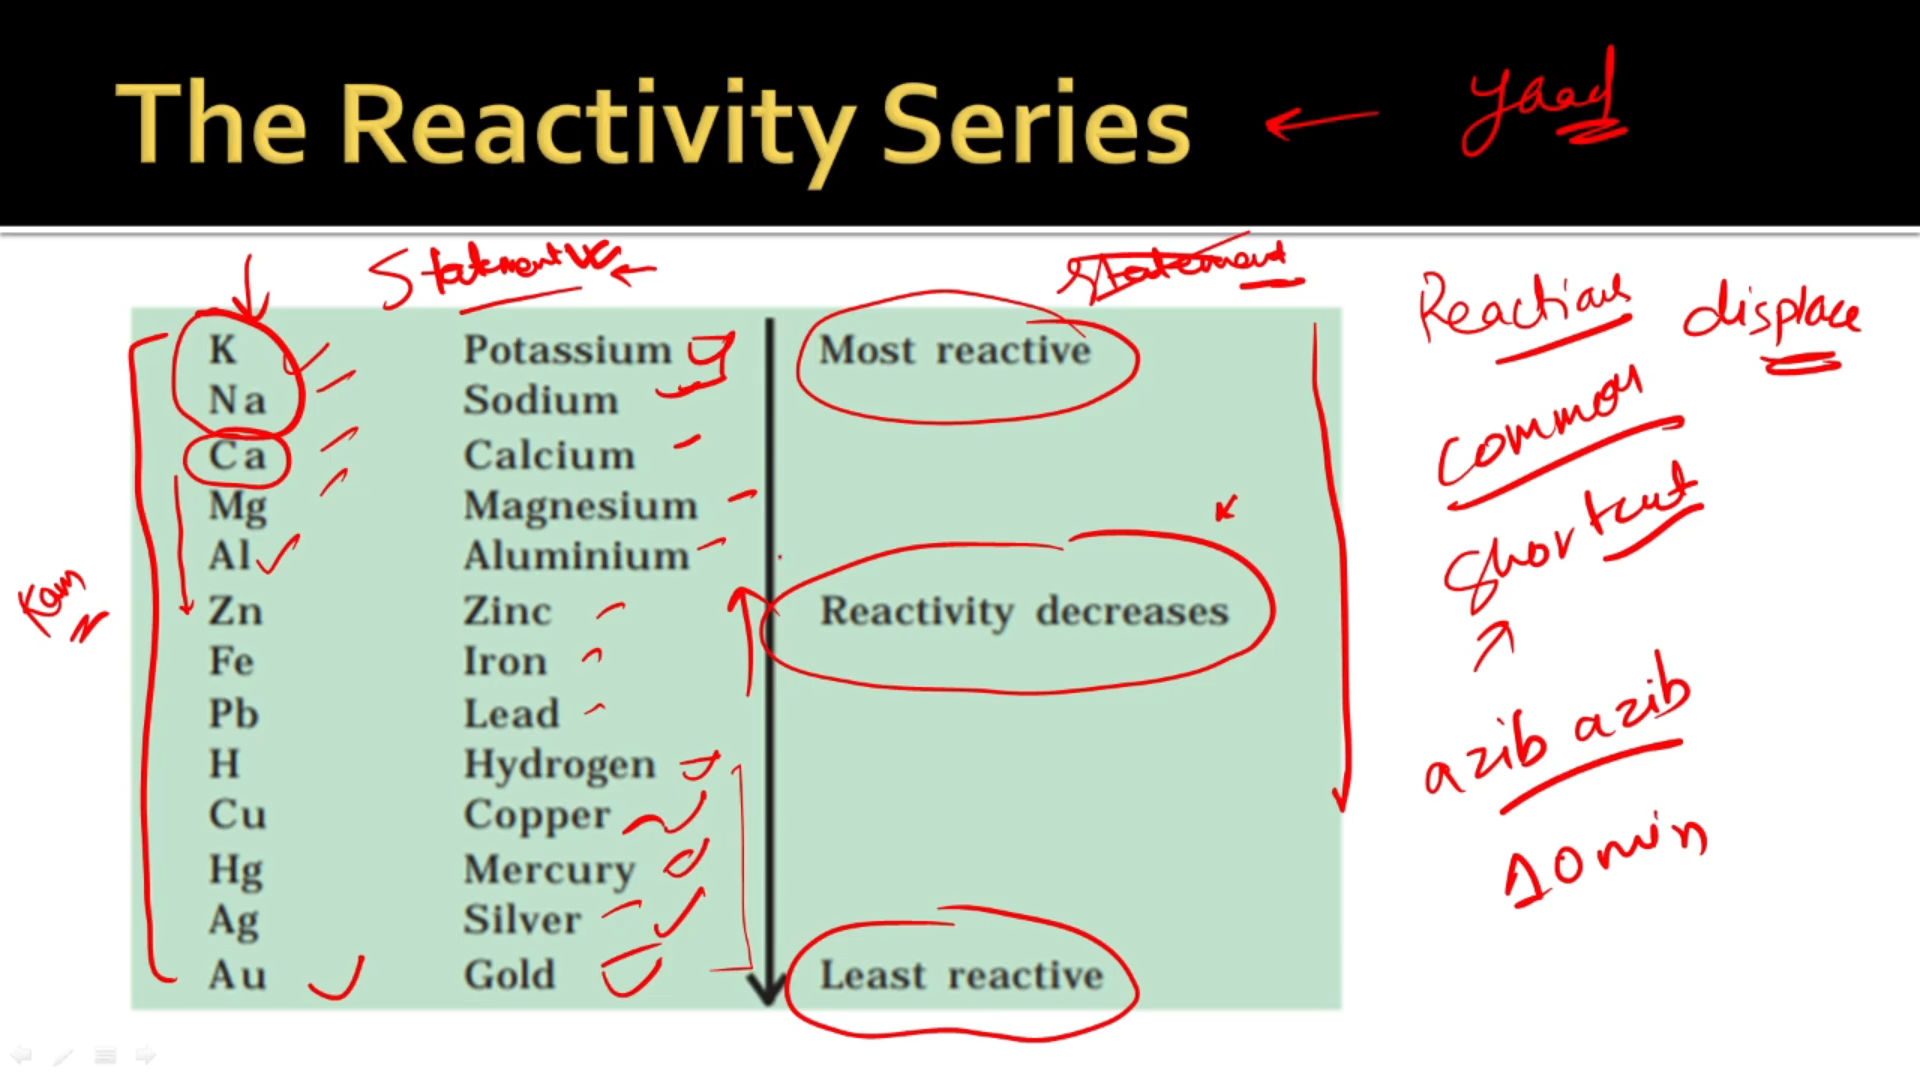 The Reactivity Series
yaad
Statement
Statement
K Potassium Most reactive
Na Sodium
Ca Calcium
Mg Magnesium
Al Aluminium
Zn Zinc Reactivity decreases
Fe Iron
Pb Lead
H Hydrogen
Cu Copper
Hg Mercury
Ag Silver
Au Gold Least reactive
Kam
Reactions displace
common
Shortcut
azib azib
10 min